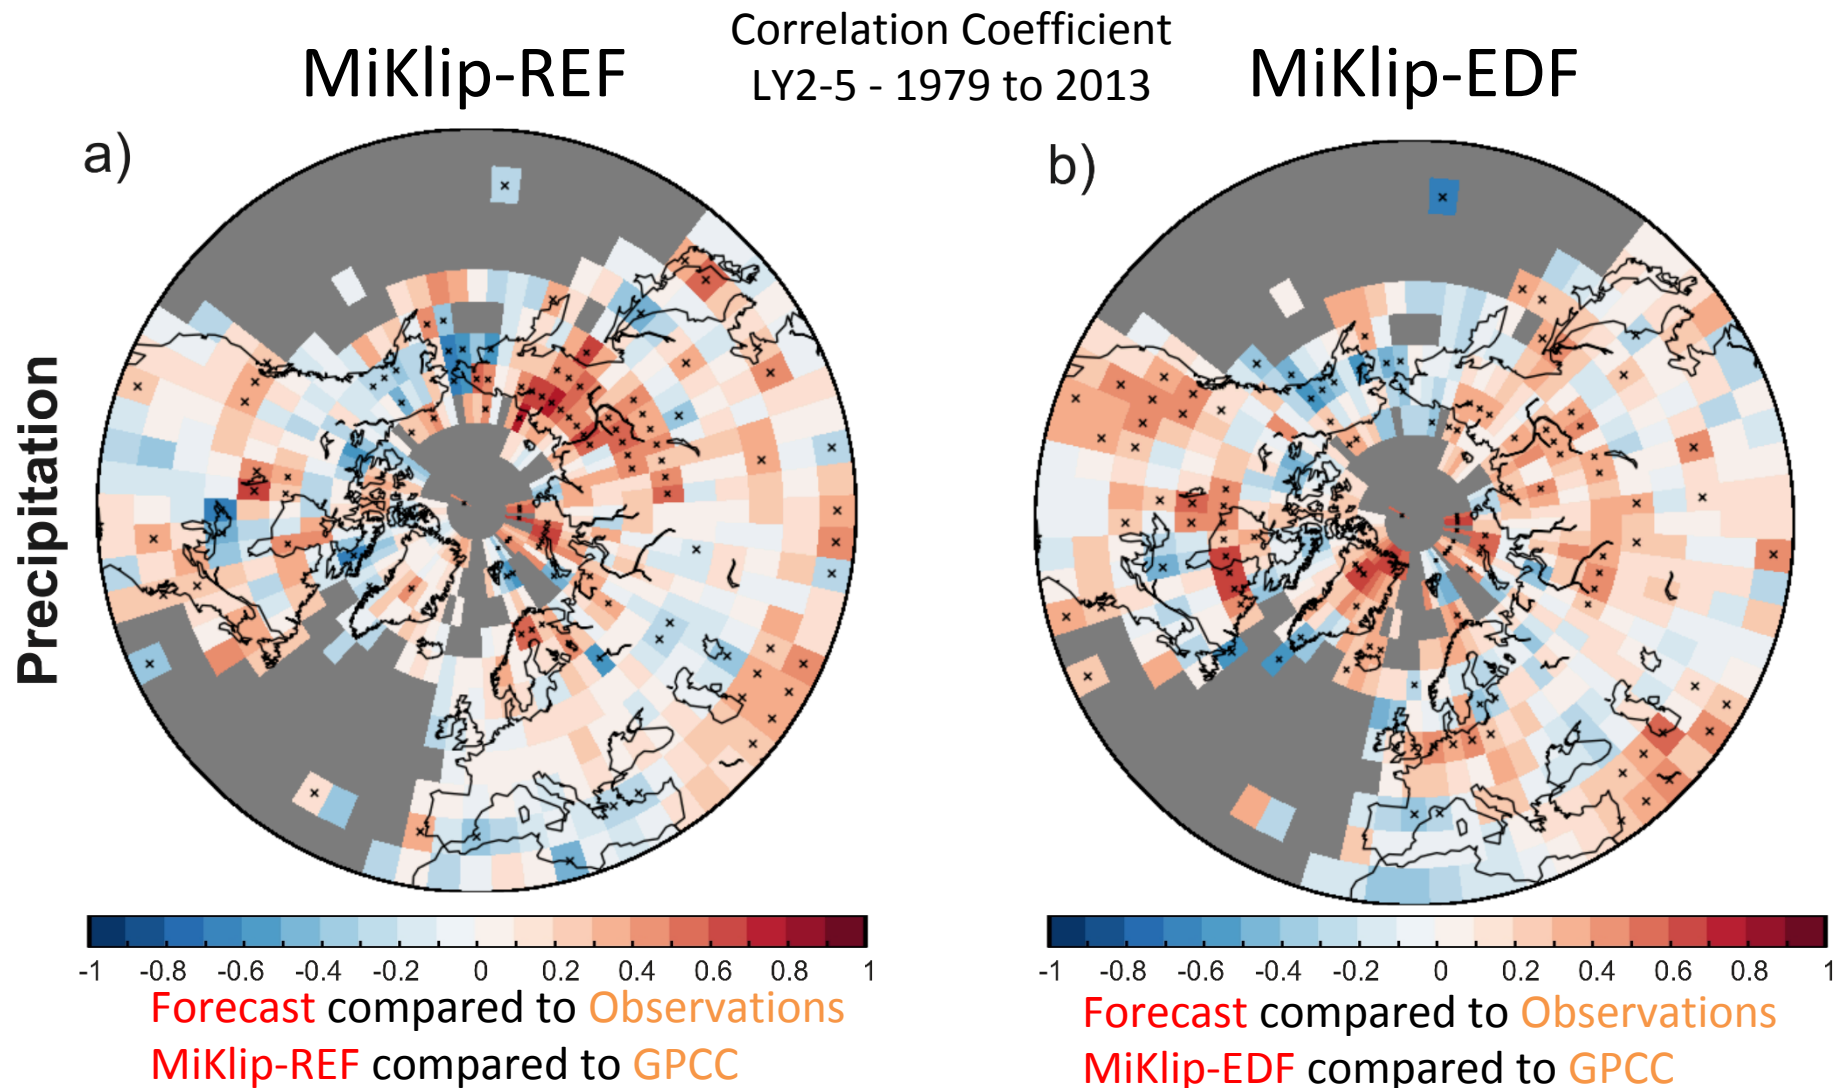 MiKlip-REF
Correlation Coefficient
LY2-5 - 1979 to 2013
MiKlip-EDF
a)
b)
Precipitation
-1 -0.8 -0.6 -0.4 -0.2 0 0.2 0.4 0.6 0.8 1
-1 -0.8 -0.6 -0.4 -0.2 0 0.2 0.4 0.6 0.8 1
Forecast compared to Observations
MiKlip-REF compared to GPCC
Forecast compared to Observations
MiKlip-EDF compared to GPCC